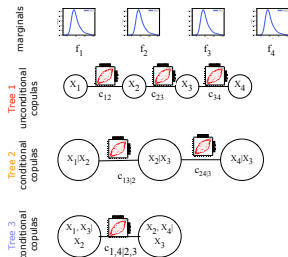 marginals
f1 f2 f3 f4
Tree 1
unconditional
copulas
X1 X2 X3 X4
c12 c23 c34
Tree 2
conditional
copulas
X1|X2 X2|X3 X4|X3
c13|2 c24|3
Tree 3
conditional
copulas
X1, X3| X2, X4|
X2 X3
c1,4|2,3